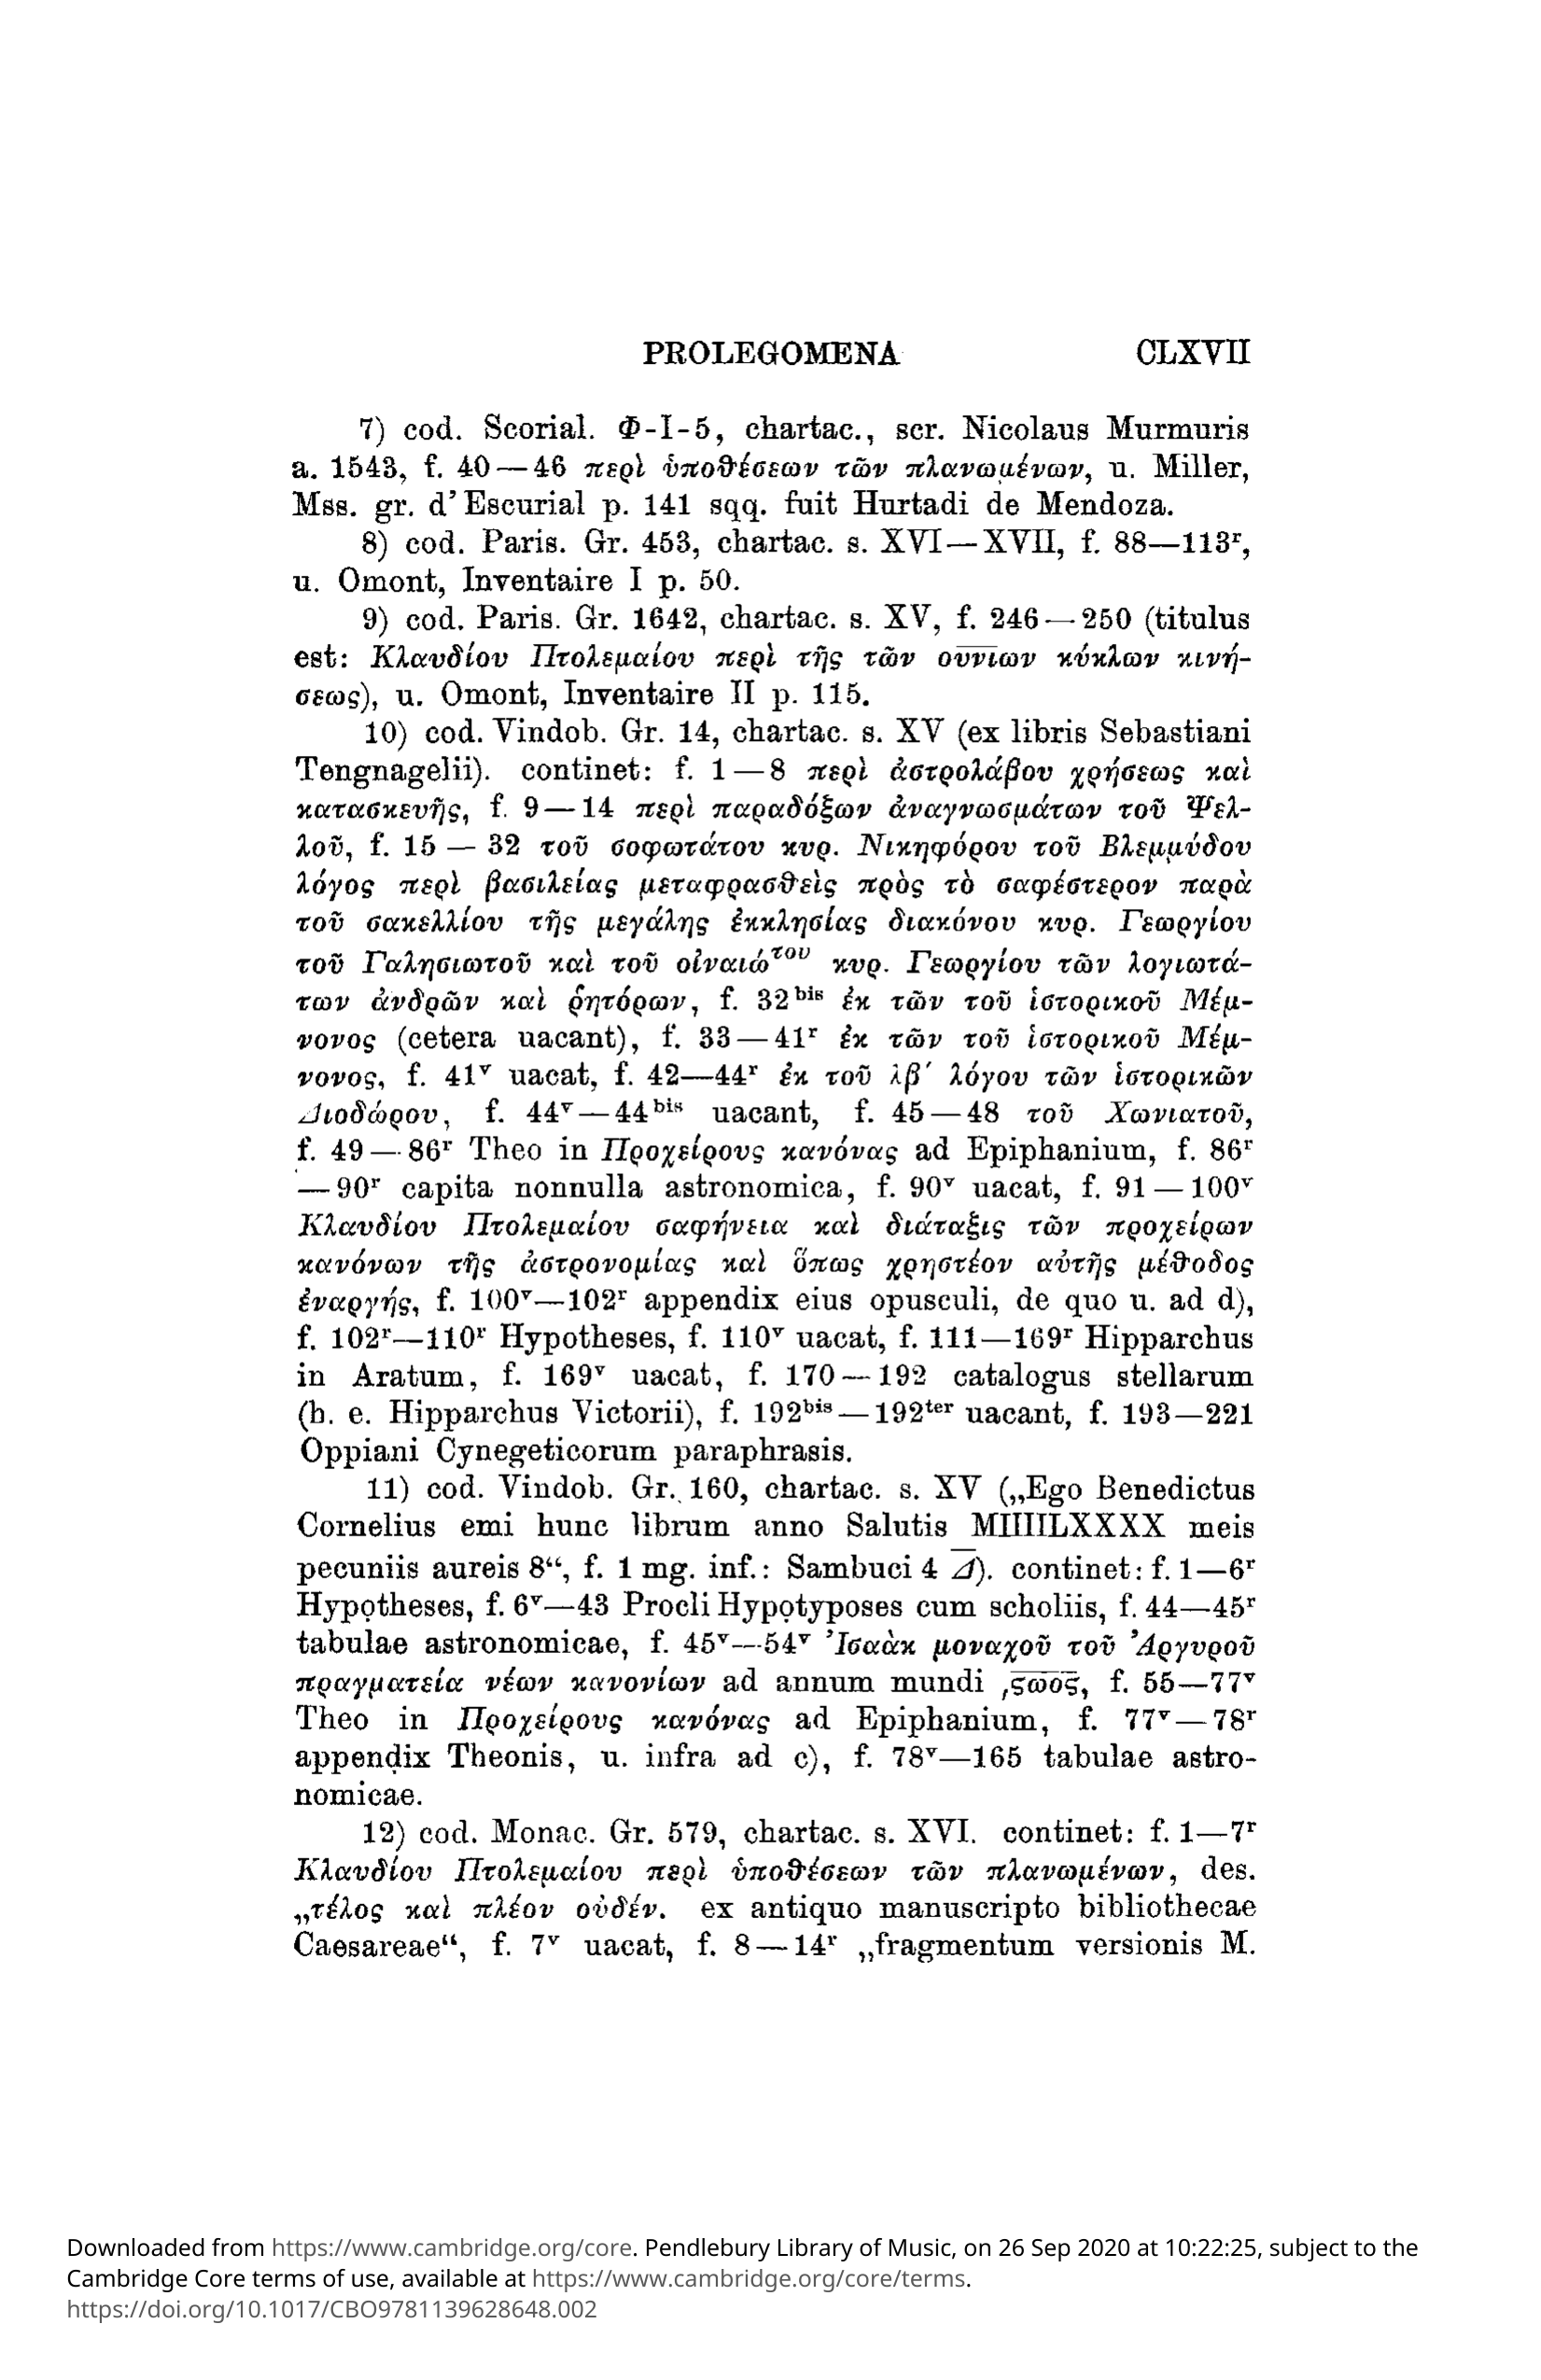 PROLEGOMENA CLXVII
7) cod. Scorial. Φ-I-5, chartac., scr. Nicolaus Murmuris
a. 1543, f. 40—46 περὶ ὑποθέσεων τῶν πλανωμένων, u. Miller,
Mss. gr. d'Escurial p. 141 sqq. fuit Hurtadi de Mendoza.
8) cod. Paris. Gr. 453, chartac. s. XVI—XVII, f. 88—113ʳ,
u. Omont, Inventaire I p. 50.
9) cod. Paris. Gr. 1642, chartac. s. XV, f. 246—250 (titulus
est: Κλαυδίου Πτολεμαίου περὶ τῆς τῶν ου̅ν̅ι̅ων κύκλων κινή-
σεως), u. Omont, Inventaire II p. 115.
10) cod. Vindob. Gr. 14, chartac. s. XV (ex libris Sebastiani
Tengnagelii). continet: f. 1—8 περὶ ἀστρολάβου χρήσεως καὶ
κατασκευῆς, f. 9—14 περὶ παραδόξων ἀναγνωσμάτων τοῦ Ψελ-
λοῦ, f. 15—32 τοῦ σοφωτάτου κυρ. Νικηφόρου τοῦ Βλεμμύδου
λόγος περὶ βασιλείας μεταφρασθεὶς πρὸς τὸ σαφέστερον παρὰ
τοῦ σακελλίου τῆς μεγάλης ἐκκλησίας διακόνου κυρ. Γεωργίου
τοῦ Γαλησιωτοῦ καὶ τοῦ οἰναιώτου κυρ. Γεωργίου τῶν λογιωτά-
των ἀνδρῶν καὶ ῥητόρων, f. 32bis ἐκ τῶν τοῦ ἱστορικοῦ Μέμ-
νονος (cetera uacant), f. 33—41ʳ ἐκ τῶν τοῦ ἱστορικοῦ Μέμ-
νονος, f. 41ᵛ uacat, f. 42—44ʳ ἐκ τοῦ λβ´ λόγου τῶν ἱστορικῶν
Διοδώρου, f. 44ᵛ—44bis uacant, f. 45—48 τοῦ Χωνιατοῦ,
f. 49—86ʳ Theo in Προχείρους κανόνας ad Epiphanium, f. 86ʳ
—90ʳ capita nonnulla astronomica, f. 90ᵛ uacat, f. 91—100ᵛ
Κλαυδίου Πτολεμαίου σαφήνεια καὶ διάταξις τῶν προχείρων
κανόνων τῆς ἀστρονομίας καὶ ὅπως χρηστέον αὐτῆς μέθοδος
ἐναργής, f. 100ᵛ—102ʳ appendix eius opusculi, de quo u. ad d),
f. 102ʳ—110ʳ Hypotheses, f. 110ᵛ uacat, f. 111—169ʳ Hipparchus
in Aratum, f. 169ᵛ uacat, f. 170—192 catalogus stellarum
(h. e. Hipparchus Victorii), f. 192bis—192ter uacant, f. 193—221
Oppiani Cynegeticorum paraphrasis.
11) cod. Vindob. Gr. 160, chartac. s. XV („Ego Benedictus
Cornelius emi hunc librum anno Salutis MIIIILXXXX meis
pecuniis aureis 8“, f. 1 mg. inf.: Sambuci 4 Δ̅). continet: f. 1—6ʳ
Hypotheses, f. 6ᵛ—43 Procli Hypotyposes cum scholiis, f. 44—45ʳ
tabulae astronomicae, f. 45ᵛ—54ᵛ Ἰσαὰκ μοναχοῦ τοῦ Ἀργυροῦ
πραγματεία νέων κανονίων ad annum mundi ͵ϛ̅ω̅ο̅ϛ̅, f. 55—77ᵛ
Theo in Προχείρους κανόνας ad Epiphanium, f. 77ᵛ—78ʳ
appendix Theonis, u. infra ad c), f. 78ᵛ—165 tabulae astro-
nomicae.
12) cod. Monac. Gr. 579, chartac. s. XVI. continet: f. 1—7ʳ
Κλαυδίου Πτολεμαίου περὶ ὑποθέσεων τῶν πλανωμένων, des.
„τέλος καὶ πλέον οὐδέν. ex antiquo manuscripto bibliothecae
Caesareae“, f. 7ᵛ uacat, f. 8—14ʳ „fragmentum versionis M.
Downloaded from https://www.cambridge.org/core. Pendlebury Library of Music, on 26 Sep 2020 at 10:22:25, subject to the
Cambridge Core terms of use, available at https://www.cambridge.org/core/terms.
https://doi.org/10.1017/CBO9781139628648.002